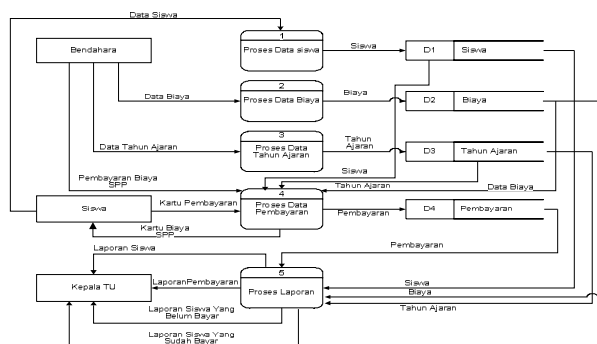 Data Siswa
1
Proses Data siswa
Siswa
D1
Siswa
Bendahara
2
Proses Data Biaya
Data Biaya
Biaya
D2
Biaya
3
Proses Data
Tahun Ajaran
Data Tahun Ajaran
Tahun
Ajaran
D3
Tahun Ajaran
Siswa
Tahun Ajaran
Data Biaya
Pembayaran Biaya
SPP
4
Proses Data
Pembayaran
Siswa
Kartu Pembayaran
Pembayaran
D4
Pembayaran
Kartu Biaya
SPP
Laporan Siswa
Pembayaran
5
Proses Laporan
Kepala TU
LaporanPembayaran
Siswa
Biaya
Tahun Ajaran
Laporan Siswa Yang
Belum Bayar
Laporan Siswa Yang
Sudah Bayar